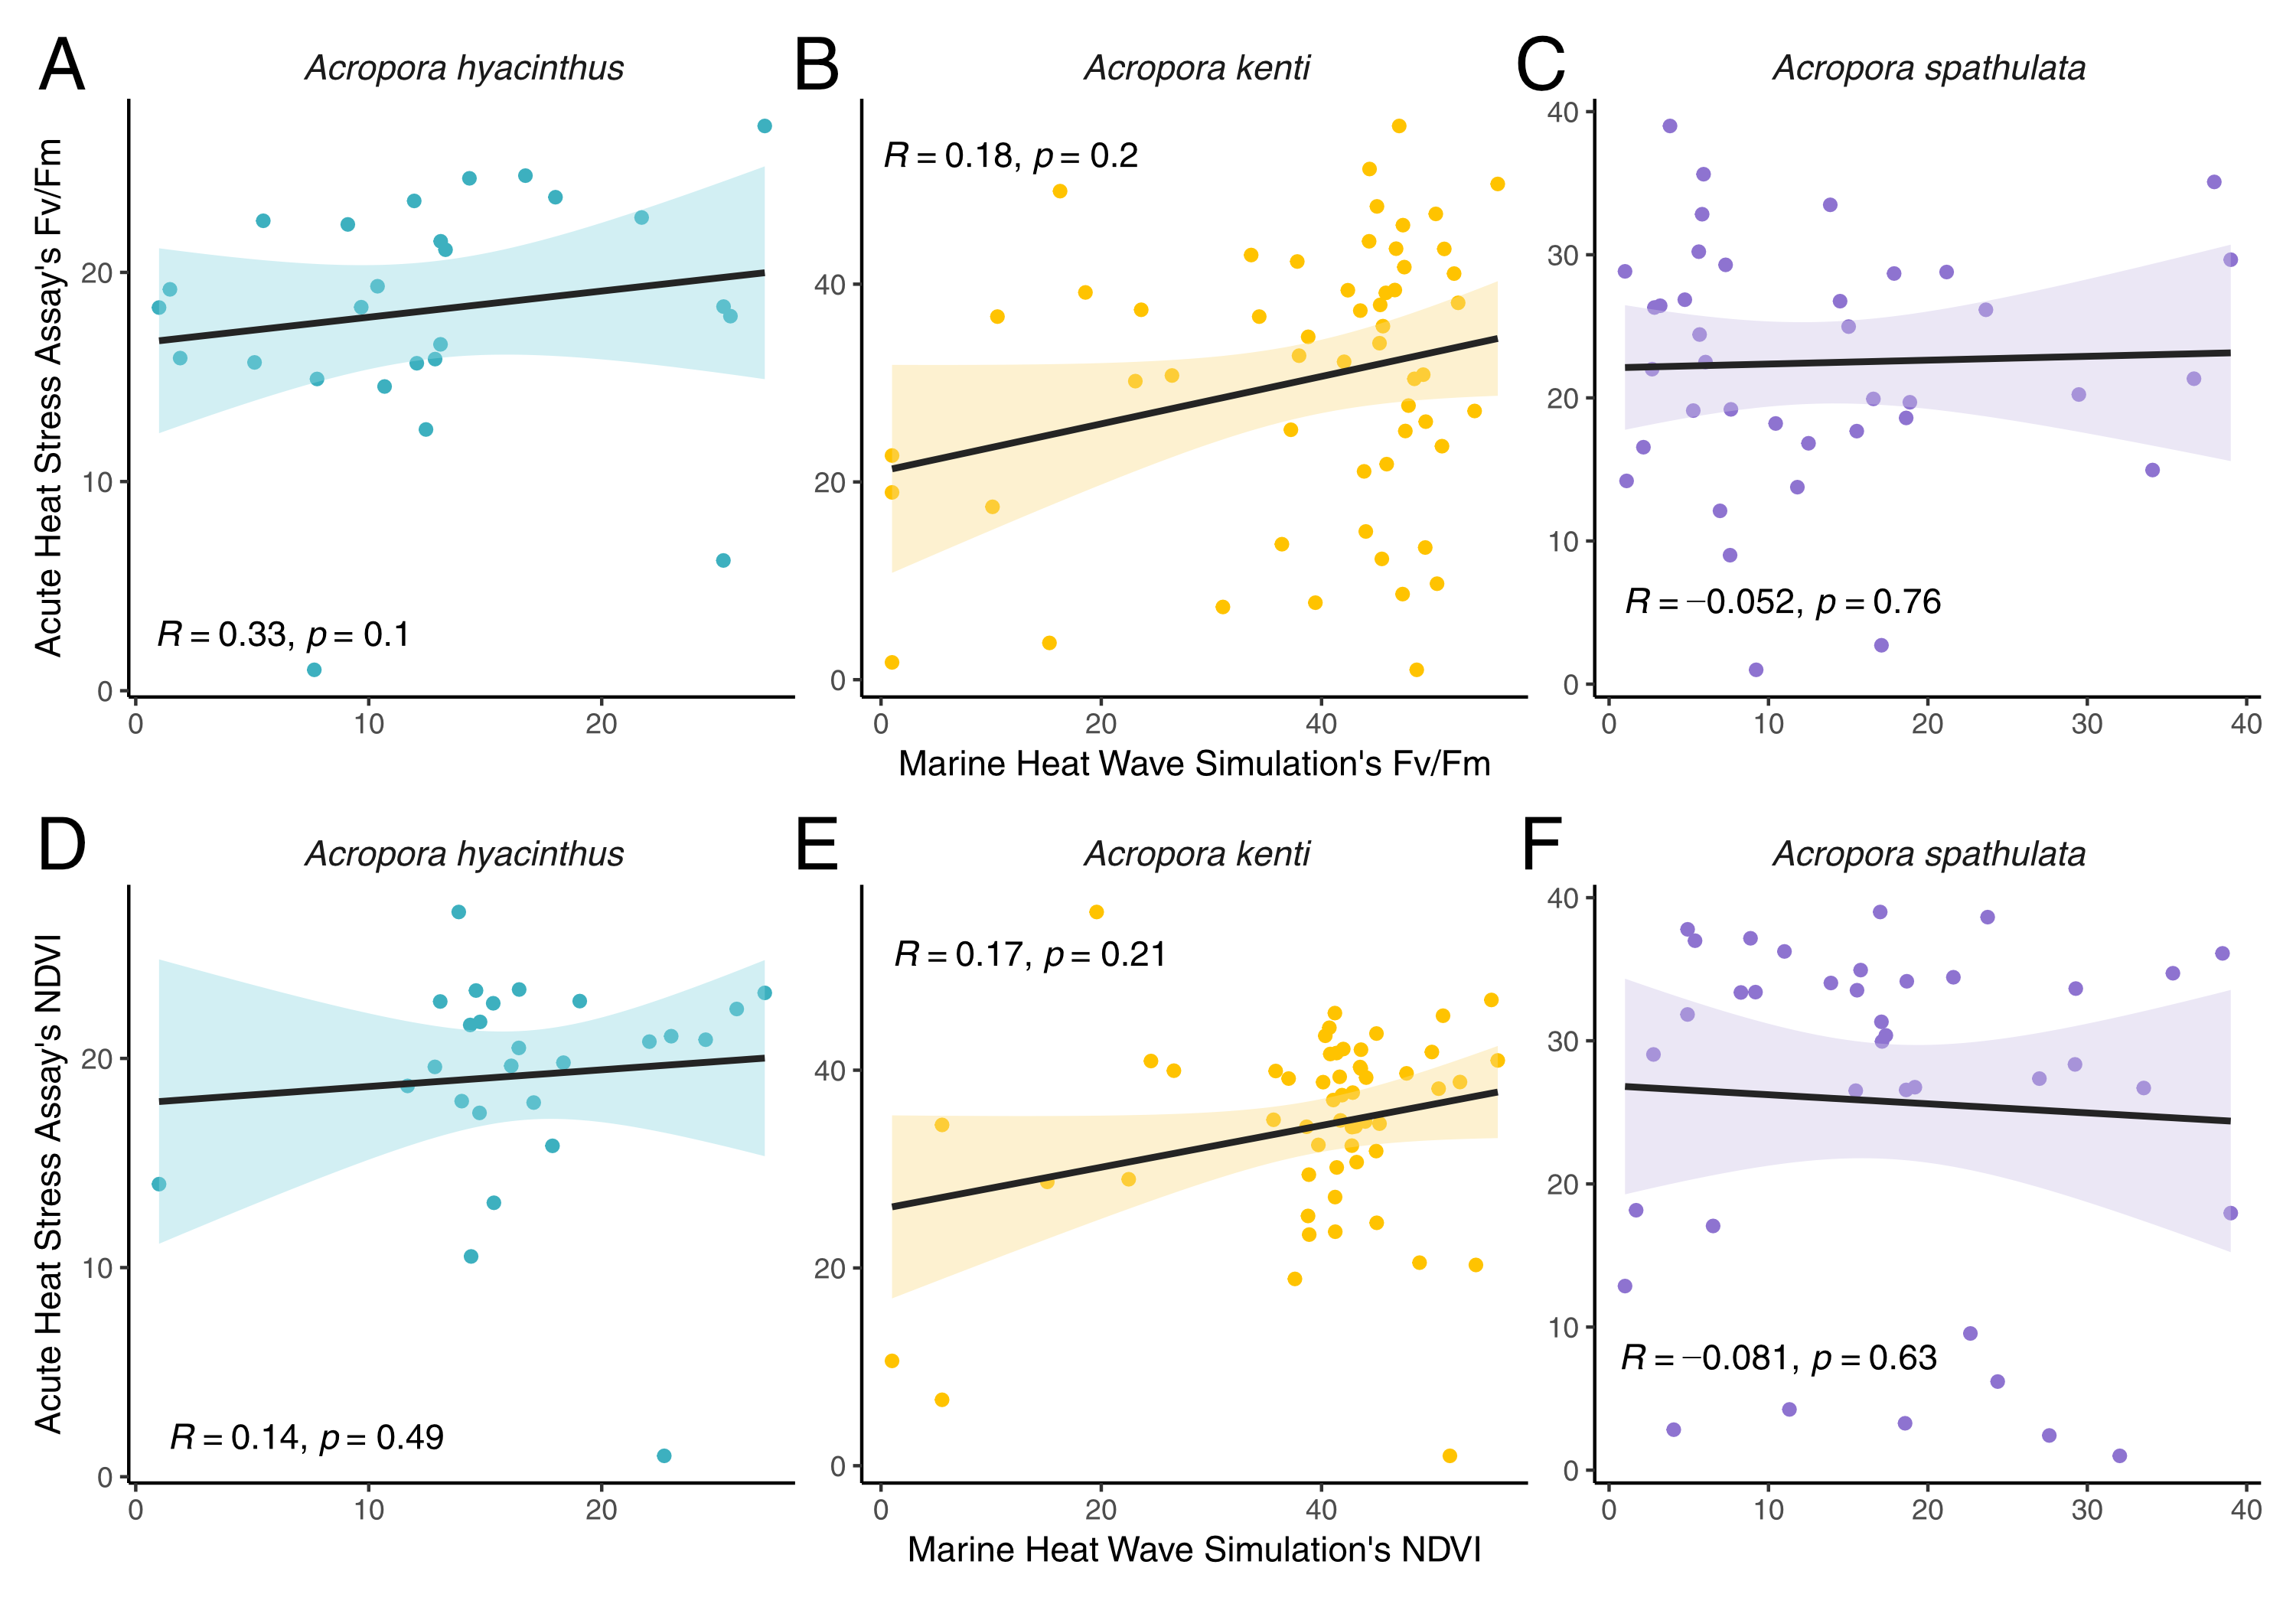 A
Acropora hyacinthus
B
Acropora kenti
C
Acropora spathulata
Acute Heat Stress Assay's Fv/Fm
20
10
0
R = 0.33, p = 0.1
0
10
20
40
20
0
R = 0.18, p = 0.2
0
20
40
40
30
20
10
0
R = −0.052, p = 0.76
0
10
20
30
40
Marine Heat Wave Simulation's Fv/Fm
D
Acropora hyacinthus
E
Acropora kenti
F
Acropora spathulata
Acute Heat Stress Assay's NDVI
20
10
0
R = 0.14, p = 0.49
0
10
20
40
20
0
R = 0.17, p = 0.21
0
20
40
40
30
20
10
0
R = −0.081, p = 0.63
0
10
20
30
40
Marine Heat Wave Simulation's NDVI